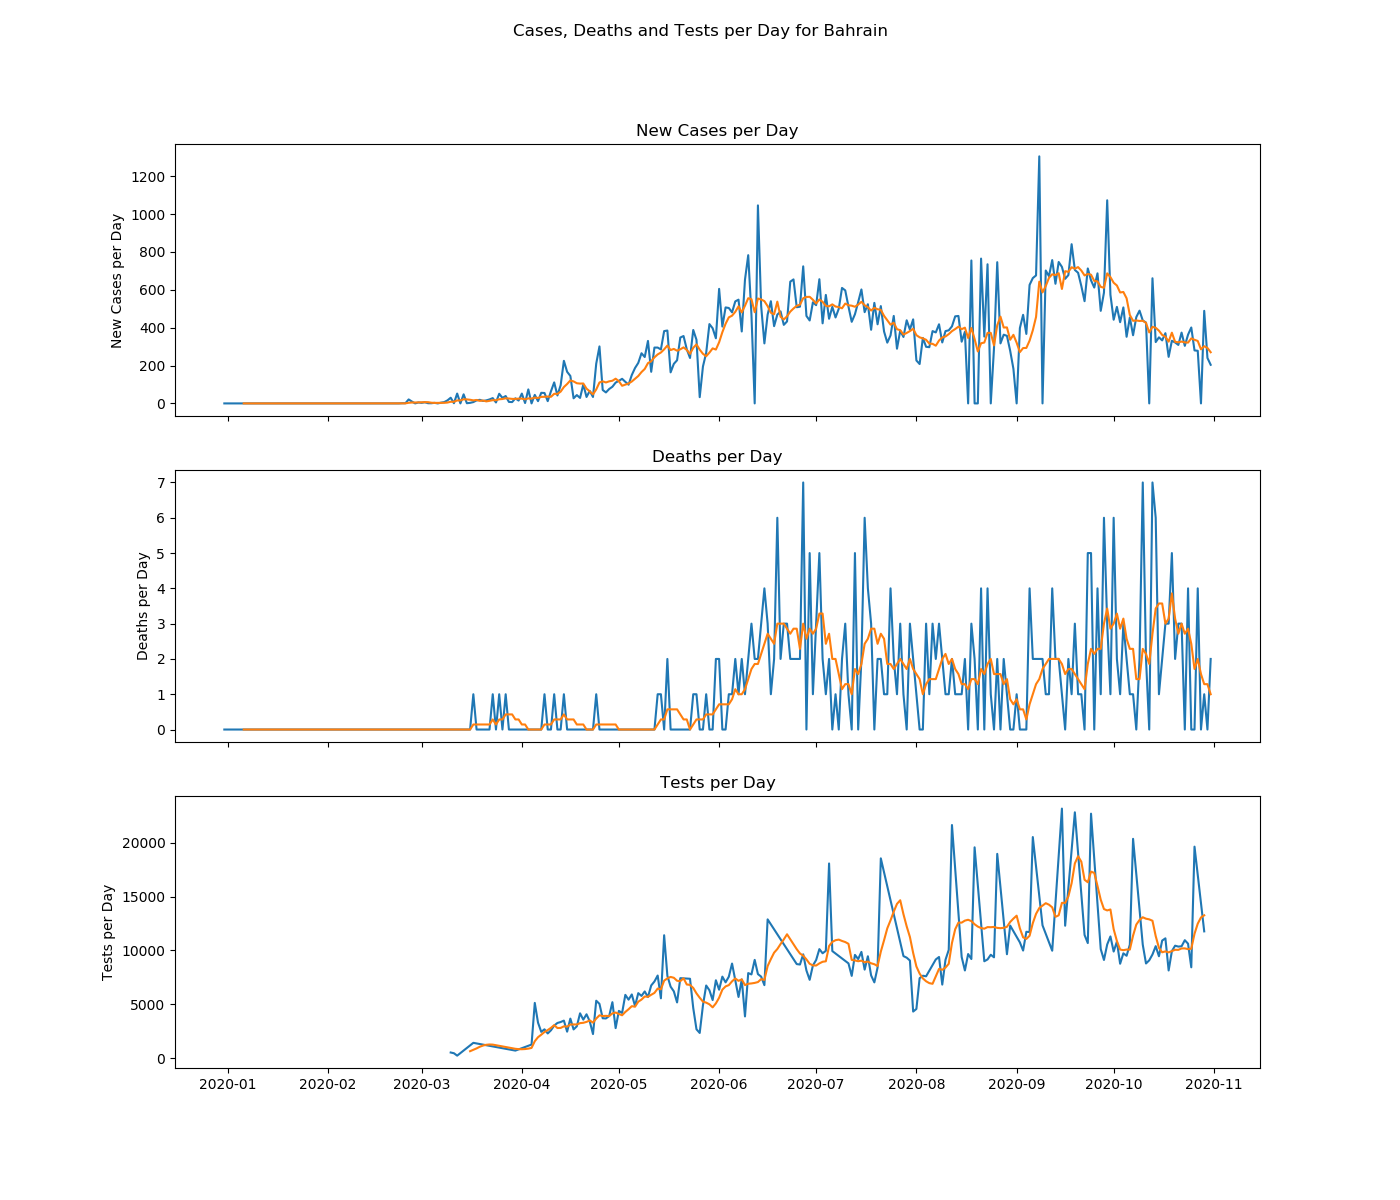 Cases, Deaths and Tests per Day for Bahrain
New Cases per Day
New Cases per Day
1200
1000
800
600
400
200
0
Deaths per Day
Deaths per Day
7
6
5
4
3
2
1
0
Tests per Day
Tests per Day
20000
15000
10000
5000
0
2020-01 2020-02 2020-03 2020-04 2020-05 2020-06 2020-07 2020-08 2020-09 2020-10 2020-11